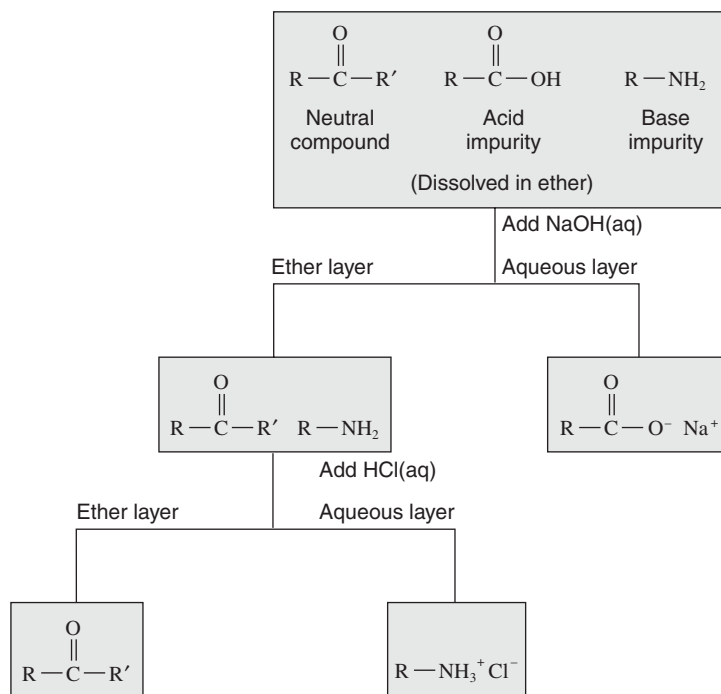 O O
|| ||
R — C — R′ R — C — OH R — NH₂
Neutral compound
Acid impurity
Base impurity
(Dissolved in ether)
Add NaOH(aq)
Ether layer Aqueous layer
O
||
R — C — R′ R — NH₂
O
||
R — C — O⁻ Na⁺
Add HCl(aq)
Ether layer Aqueous layer
O
||
R — C — R′
R — NH₃⁺ Cl⁻